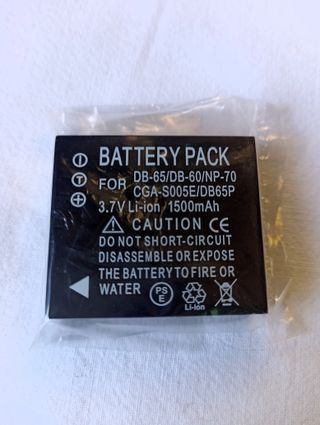 BATTERY PACK
FOR DB-65/DB-60/NP-70
CGA-S005E/DB65P
3.7V Li-ion 1500mAh
CAUTION CE
DO NOT SHORT-CIRCUIT
DISASSEMBLE OR EXPOSE
THE BATTERY TO FIRE OR
WATER
PS
E
Li-ion